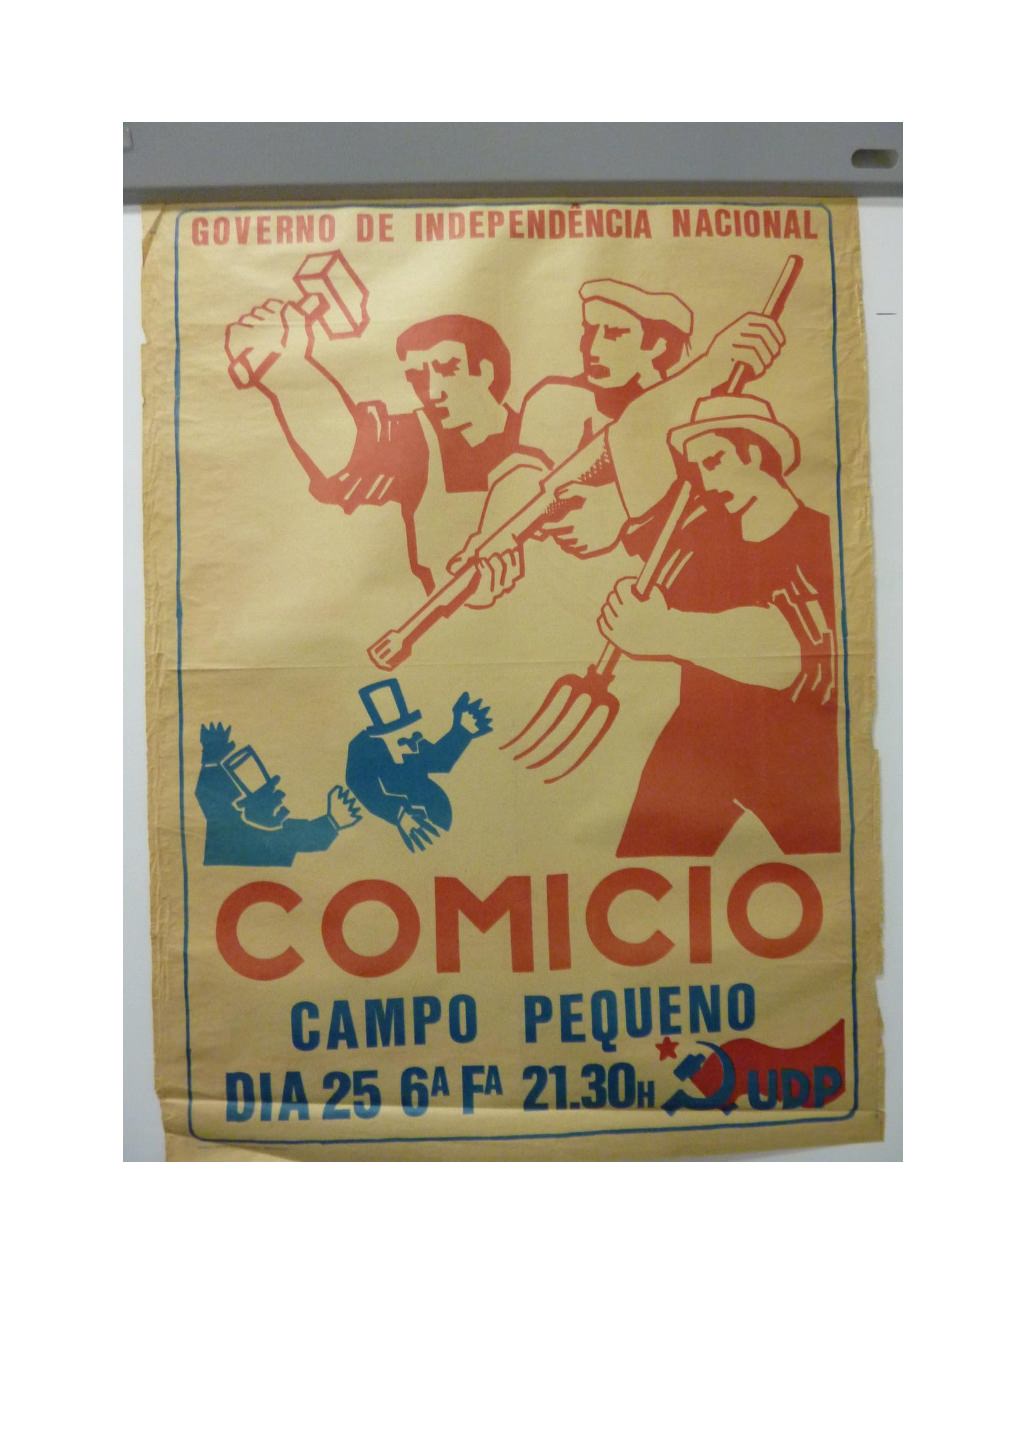 GOVERNO DE INDEPENDÊNCIA NACIONAL
COMICIO
CAMPO PEQUENO
DIA 25 6A FA 21.30H
UDP